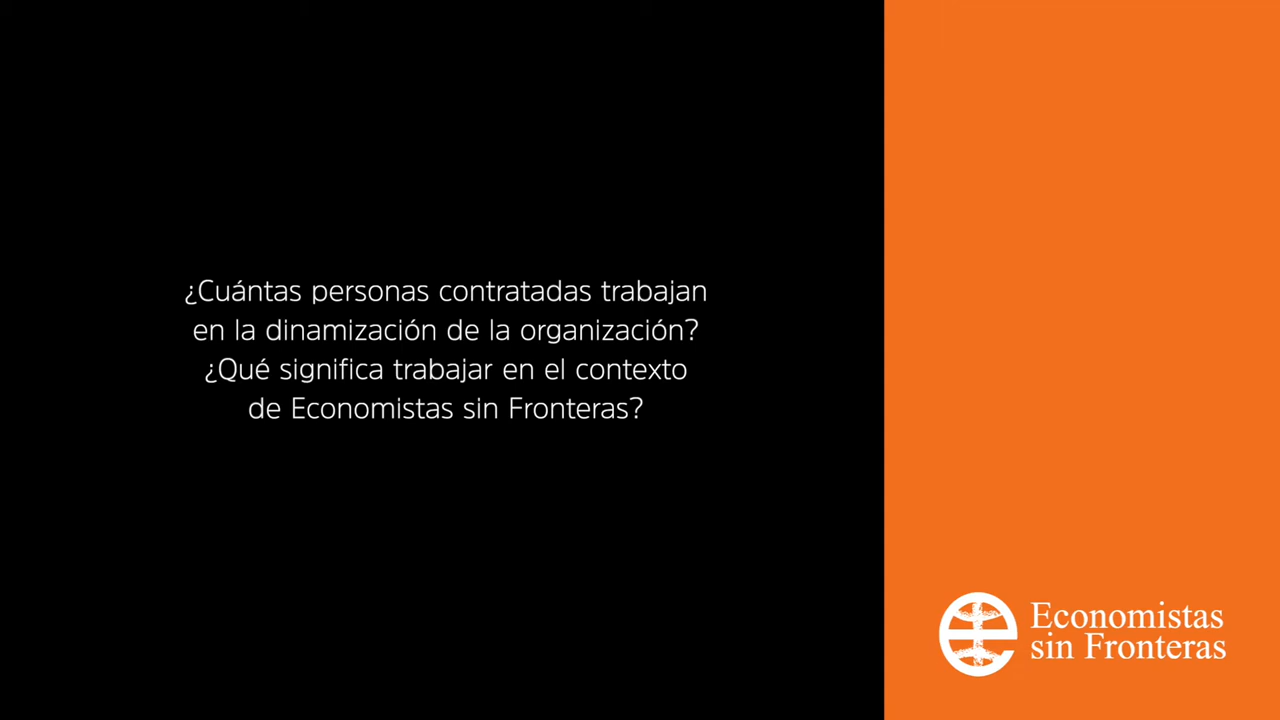 ¿Cuántas personas contratadas trabajan
en la dinamización de la organización?
¿Qué significa trabajar en el contexto
de Economistas sin Fronteras?
Economistas
sin Fronteras